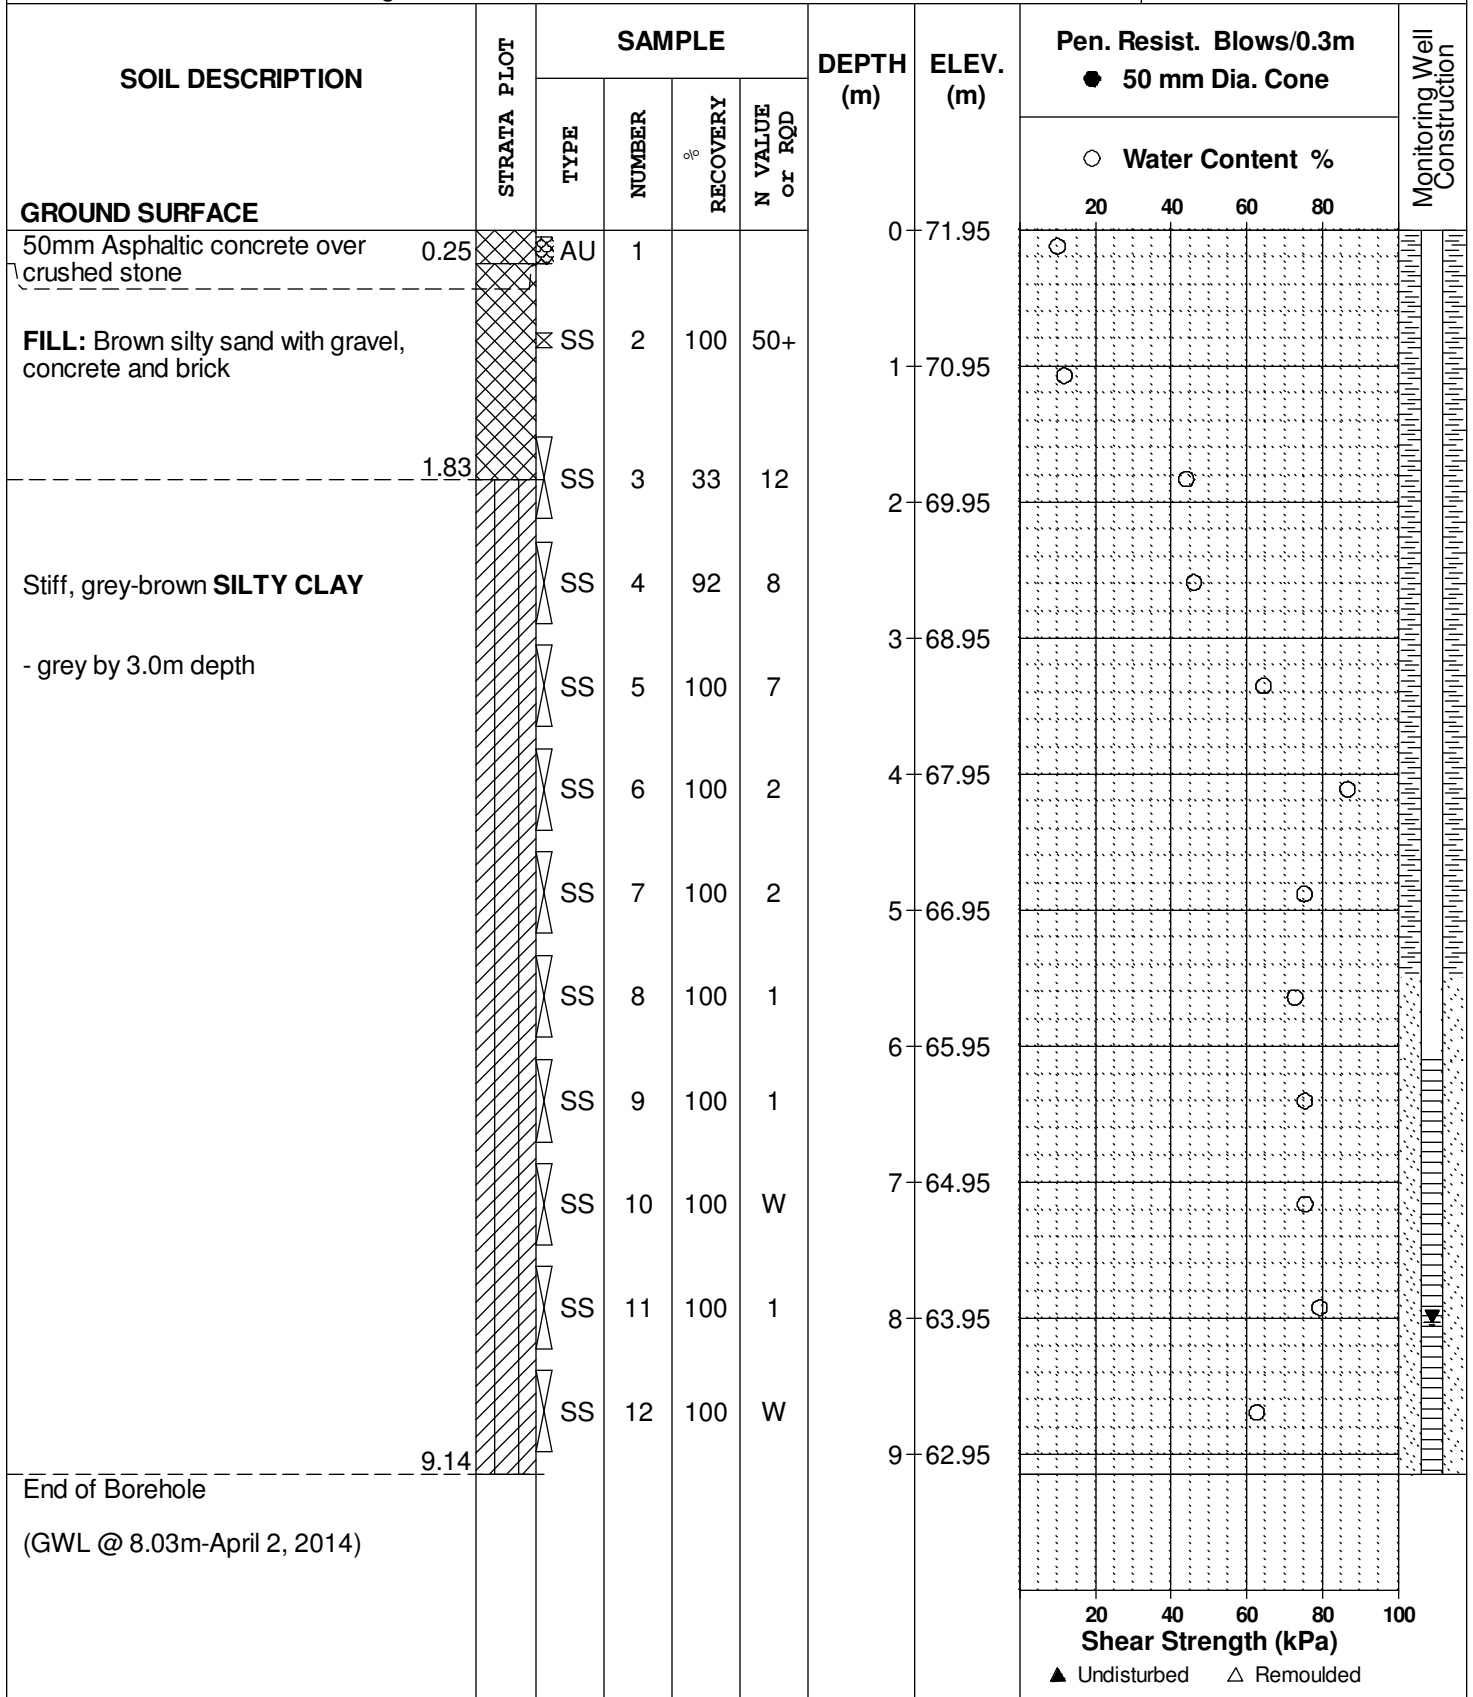 SOIL DESCRIPTION
GROUND SURFACE
STRATA PLOT
SAMPLE
TYPE
NUMBER
% RECOVERY
N VALUE or RQD
DEPTH (m)
ELEV. (m)
Pen. Resist. Blows/0.3m
● 50 mm Dia. Cone
○ Water Content %
20 40 60 80
Monitoring Well Construction
0 71.95
50mm Asphaltic concrete over 0.25 AU 1
crushed stone
FILL: Brown silty sand with gravel, SS 2 100 50+
concrete and brick
1 70.95
1.83
SS 3 33 12
2 69.95
Stiff, grey-brown SILTY CLAY SS 4 92 8
3 68.95
- grey by 3.0m depth
SS 5 100 7
4 67.95
SS 6 100 2
SS 7 100 2
5 66.95
SS 8 100 1
6 65.95
SS 9 100 1
7 64.95
SS 10 100 W
SS 11 100 1
8 63.95
SS 12 100 W
9 62.95
9.14
End of Borehole
(GWL @ 8.03m-April 2, 2014)
20 40 60 80 100
Shear Strength (kPa)
▲ Undisturbed △ Remoulded